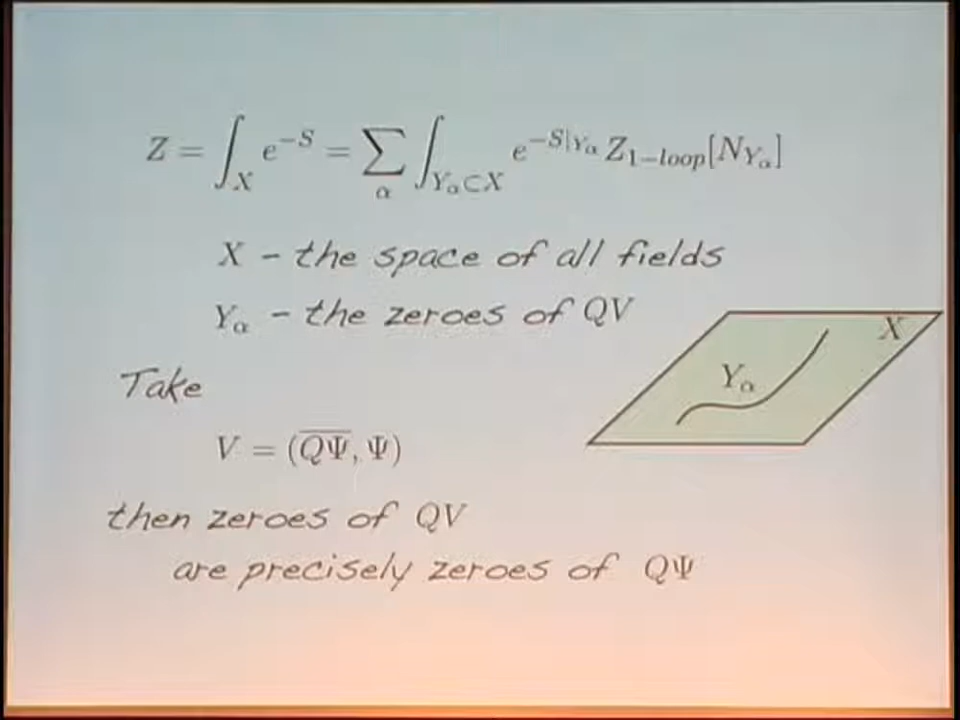 Z = ∫_X e^{-S} = ∑_α ∫_{Y_α⊂X} e^{-S|_{Y_α}} Z_{1-loop}[N_{Y_α}]
X - the space of all fields
Y_α - the zeroes of QV
X
Y_α
Take
V = (\overline{QΨ}, Ψ)
then zeroes of QV
are precisely zeroes of QΨ